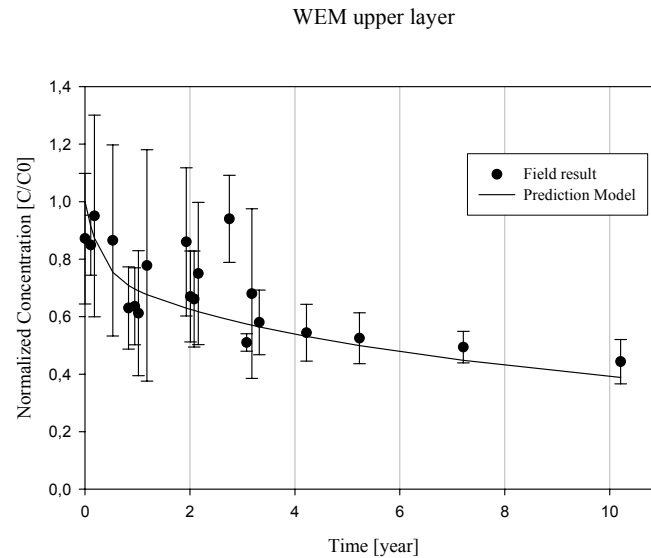 WEM upper layer
1,4
1,2
1,0
0,8
0,6
0,4
0,2
0,0
Normalized Concentration [C/C0]
Field result
Prediction Model
0 2 4 6 8 10
Time [year]